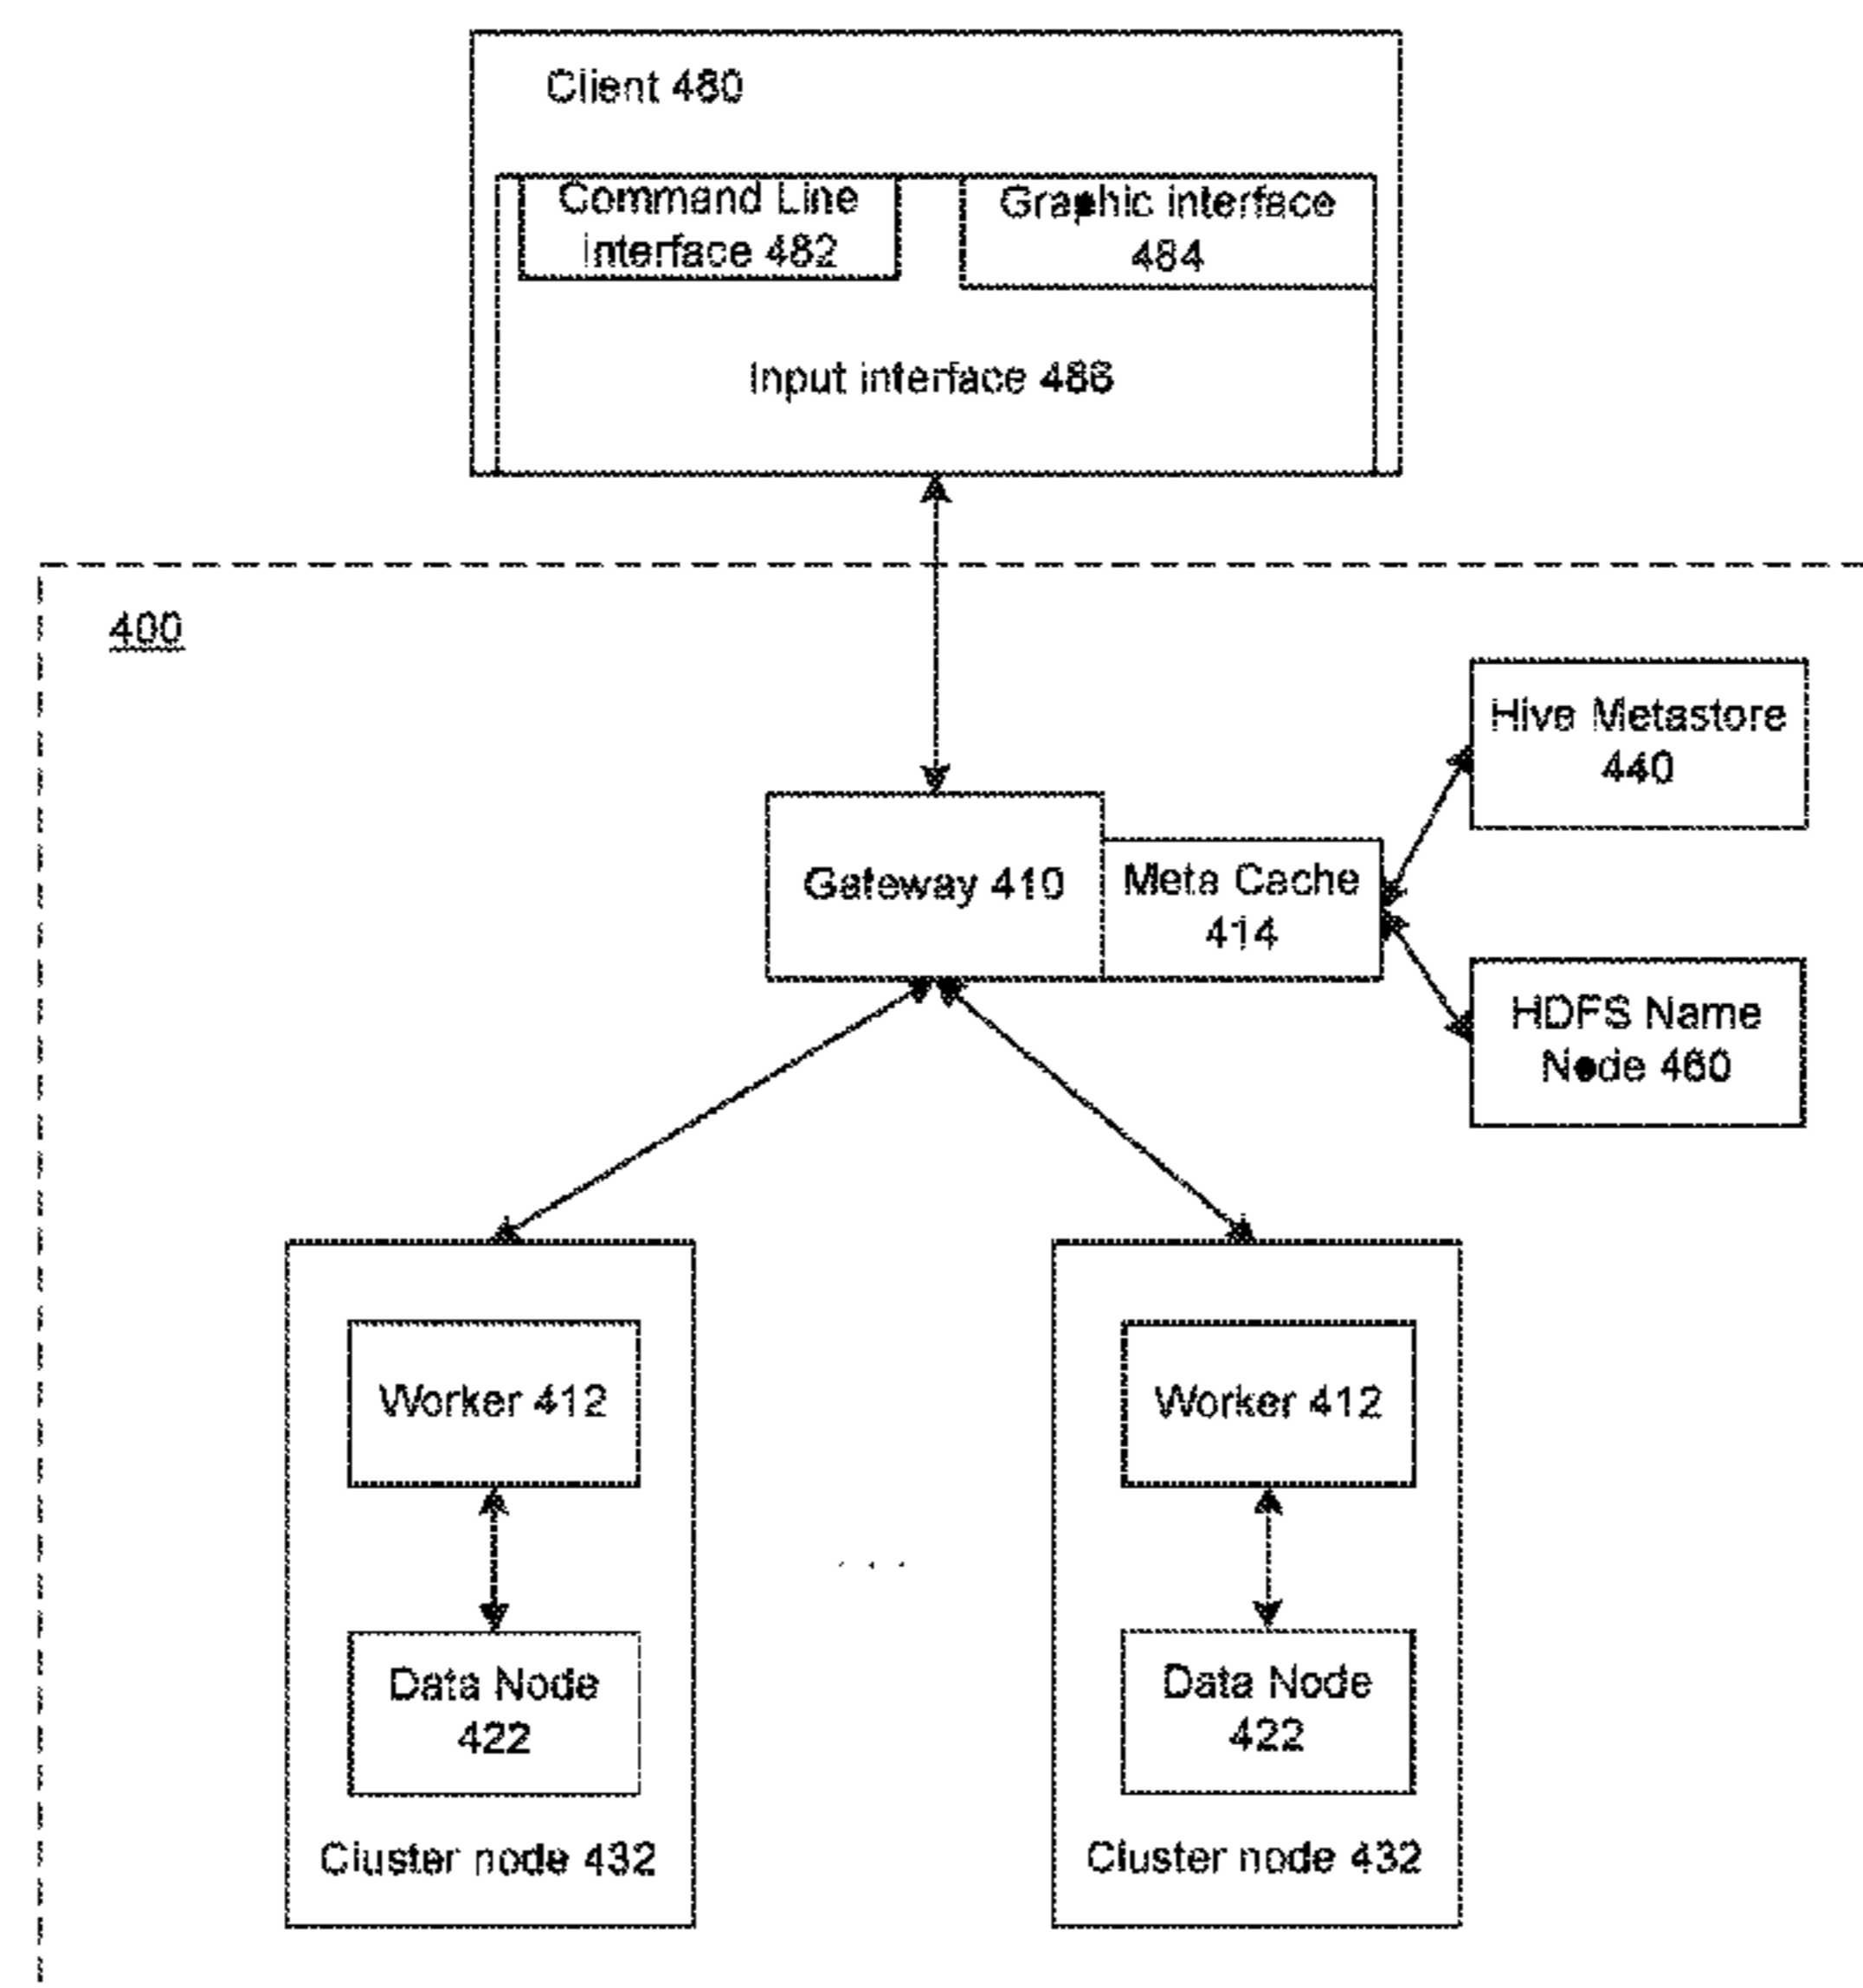 Client 480
Command Line
Interface 482
Graphic interface
484
Input interface 486
400
Hive Metastore
440
Gateway 410
Meta Cache
414
HDFS Name
Node 460
Worker 412
Worker 412
. . .
Data Node
422
Data Node
422
Cluster node 432
Cluster node 432